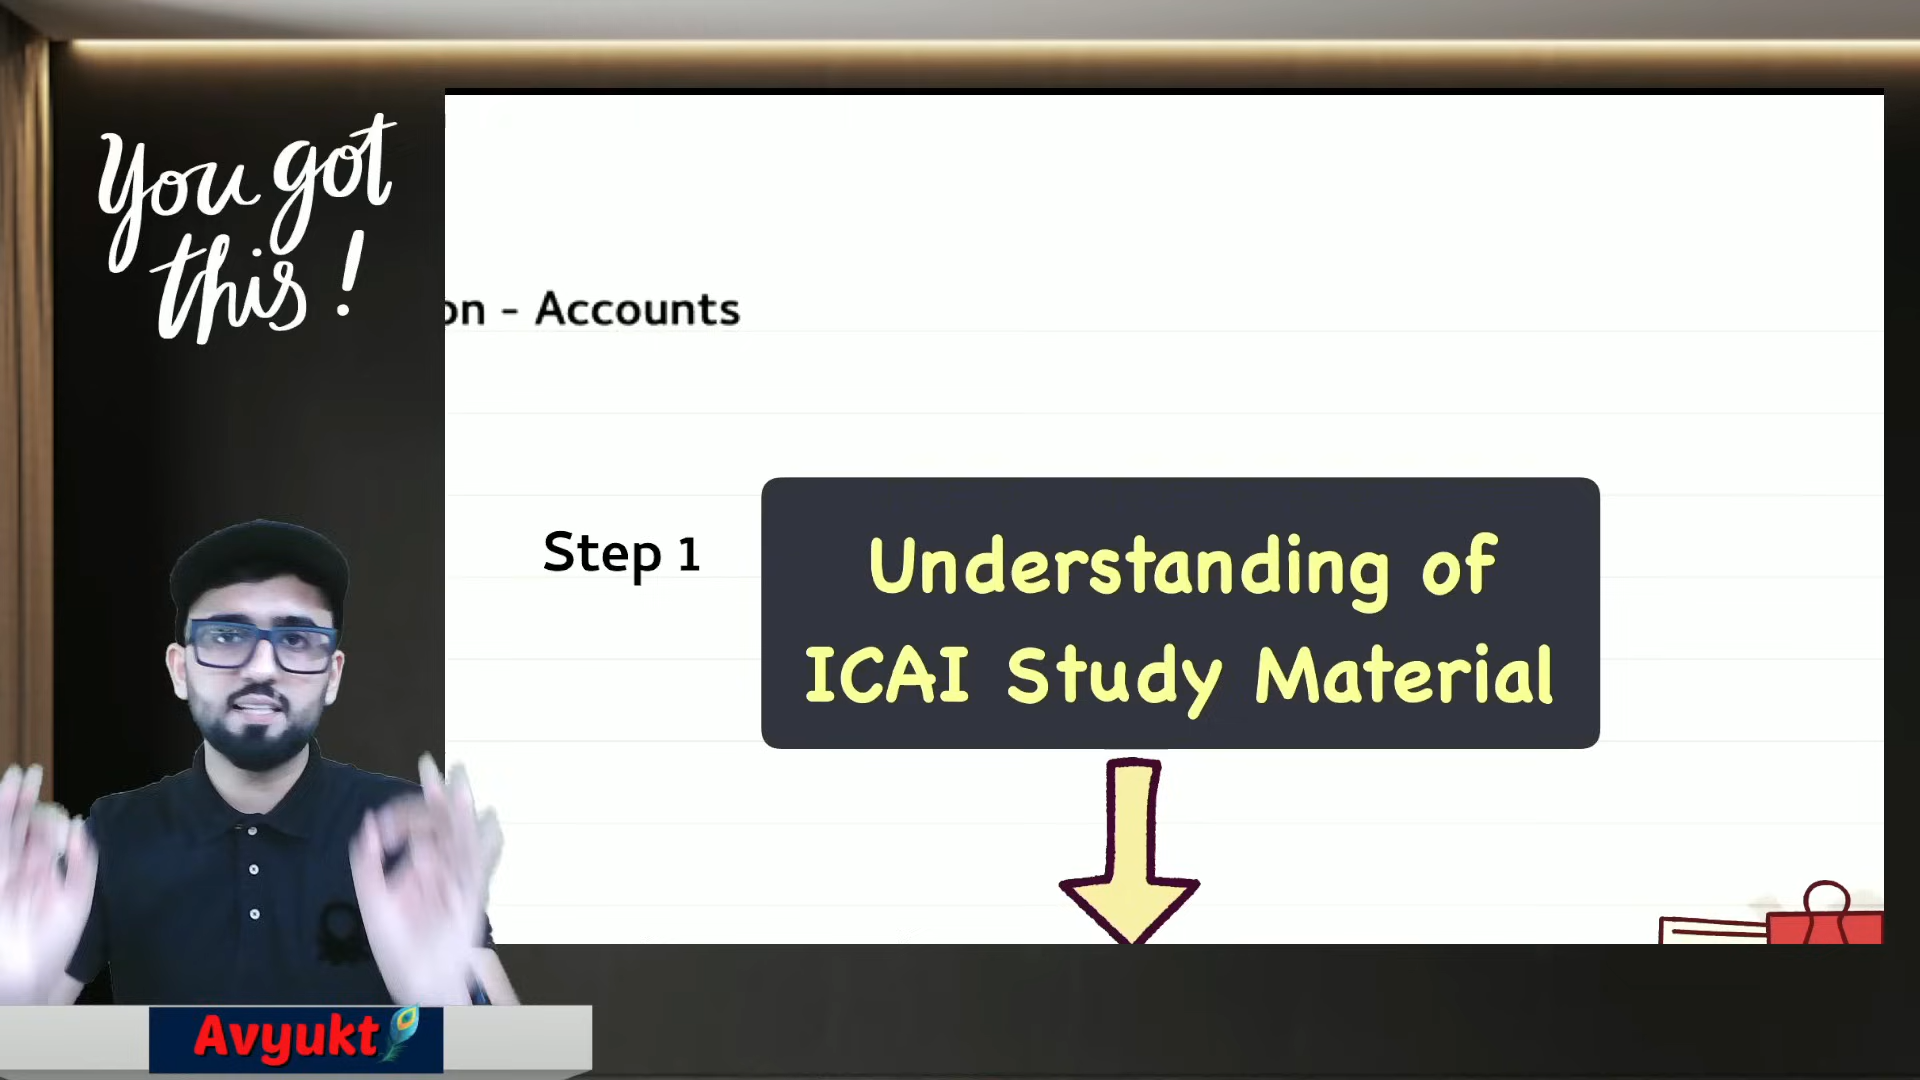 You got
this!
on - Accounts
Step 1
Understanding of
ICAI Study Material
Avyukt